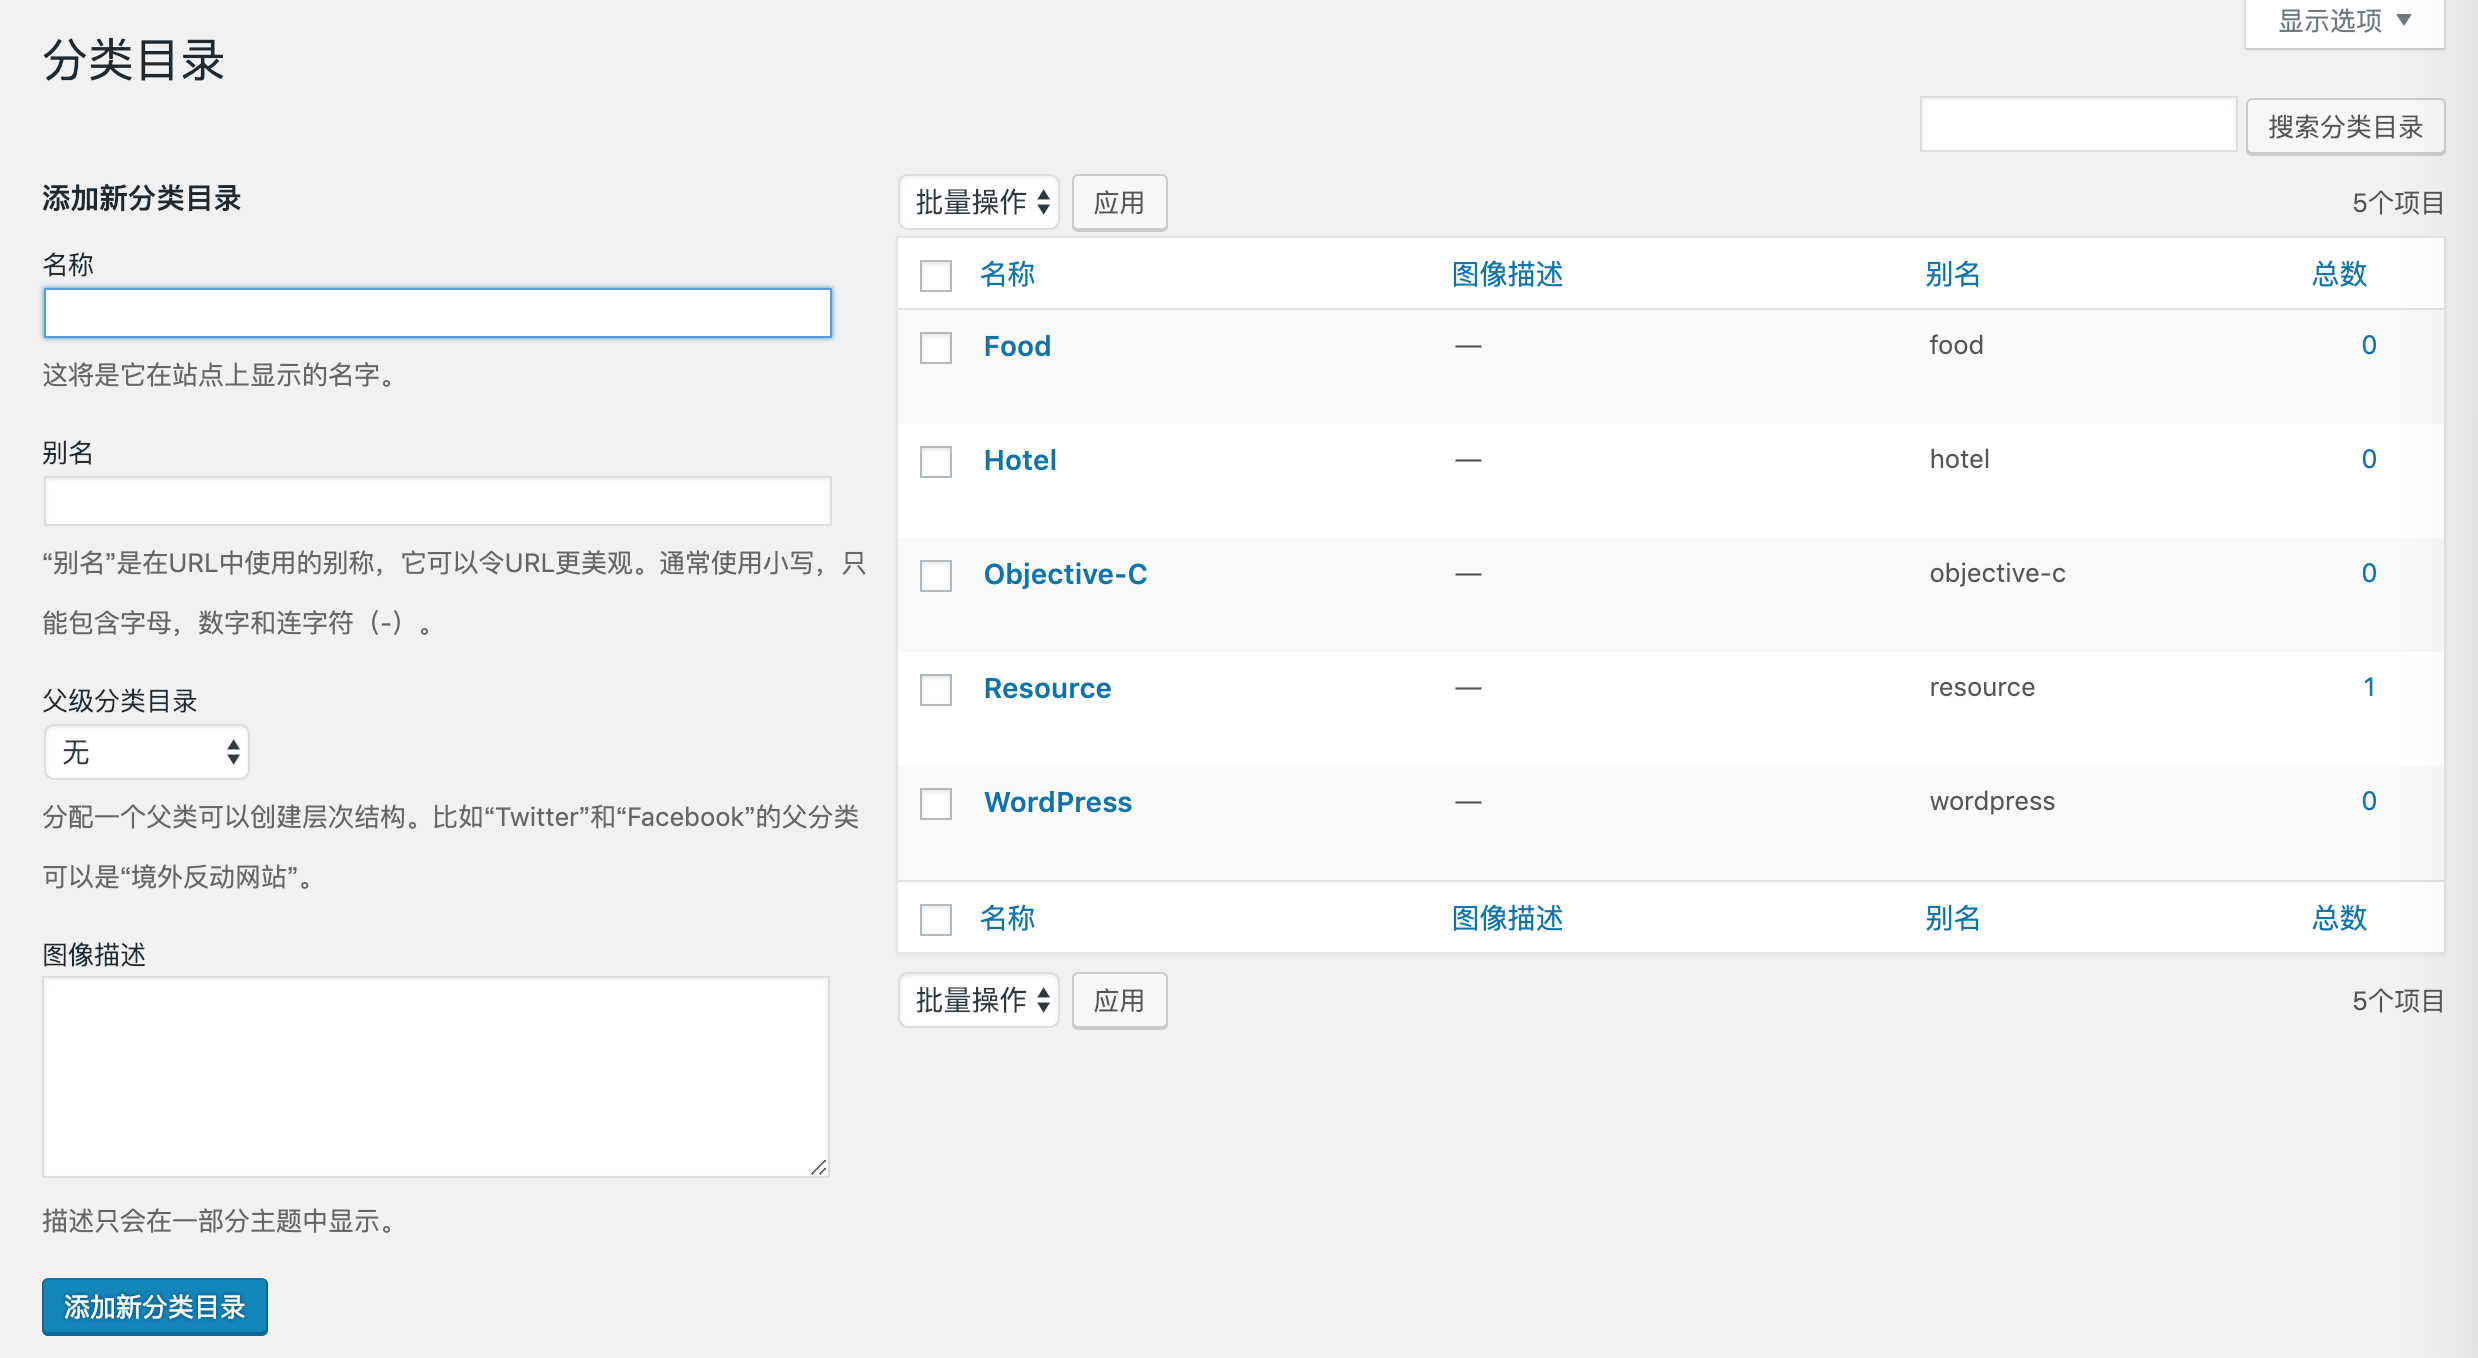 显示选项
分类目录
搜索分类目录
添加新分类目录
名称
这将是它在站点上显示的名字。
别名
“别名”是在URL中使用的别称，它可以令URL更美观。通常使用小写，只
能包含字母，数字和连字符（-）。
父级分类目录
无
分配一个父类可以创建层次结构。比如“Twitter”和“Facebook”的父分类
可以是“境外反动网站”。
图像描述
描述只会在一部分主题中显示。
添加新分类目录
批量操作 应用 5个项目
名称 图像描述 别名 总数
Food — food 0
Hotel — hotel 0
Objective-C — objective-c 0
Resource — resource 1
WordPress — wordpress 0
名称 图像描述 别名 总数
批量操作 应用 5个项目